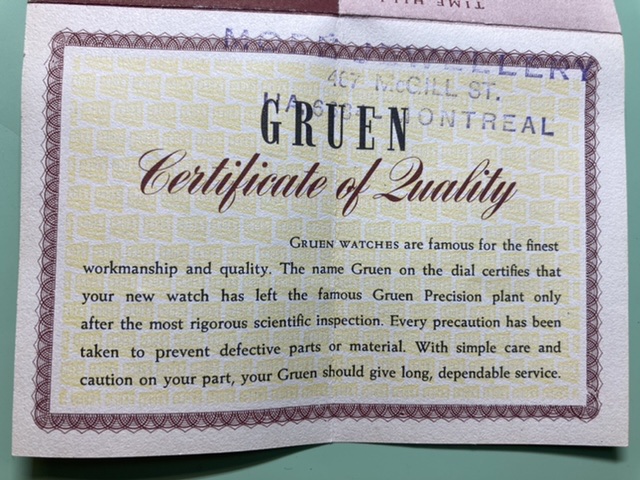 TIME HILL
JEWELLERY
407 McGILL ST.
MONTREAL
GRUEN
Certificate of Quality
GRUEN WATCHES are famous for the finest
workmanship and quality. The name Gruen on the dial certifies that
your new watch has left the famous Gruen Precision plant only
after the most rigorous scientific inspection. Every precaution has been
taken to prevent defective parts or material. With simple care and
caution on your part, your Gruen should give long, dependable service.